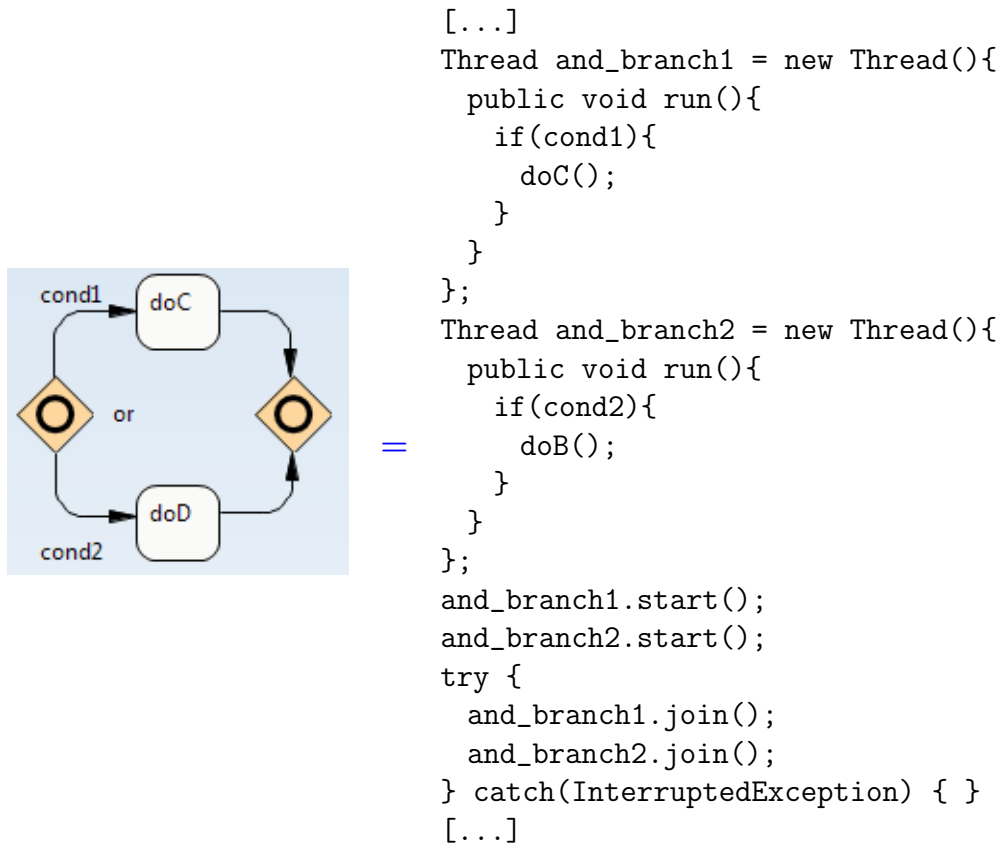 cond1
doC
or
doD
cond2
=
[...]
Thread and_branch1 = new Thread(){
  public void run(){
    if(cond1){
      doC();
    }
  }
};
Thread and_branch2 = new Thread(){
  public void run(){
    if(cond2){
      doB();
    }
  }
};
and_branch1.start();
and_branch2.start();
try {
  and_branch1.join();
  and_branch2.join();
} catch(InterruptedException) { }
[...]